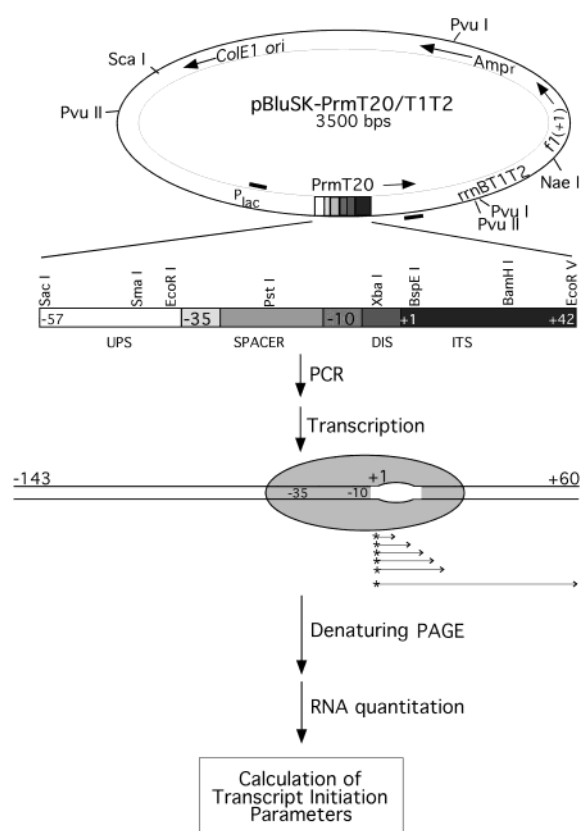 Pvu I
Sca I
ColE1 ori
Ampr
pBluSK-PrmT20/T1T2
3500 bps
Pvu II
f1(+1)
PrmT20
Nae I
Plac
rrnBT1T2
Pvu I
Pvu II
Sac I
Sma I
EcoR I
Pst I
Xba I
BspE I
BamH I
EcoR V
-57 -35 -10 +1 +42
UPS SPACER DIS ITS
PCR
Transcription
-143 +1 +60
-35 -10
*
*
*
*
*
*
Denaturing PAGE
RNA quantitation
Calculation of
Transcript Initiation
Parameters